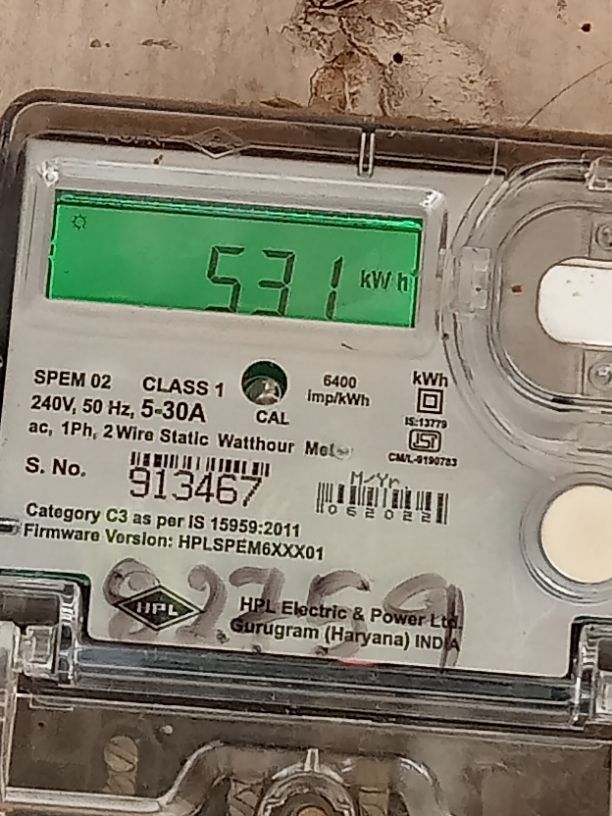 531 kWh
SPEM 02 CLASS 1
6400
imp/kWh
kWh
240V, 50 Hz, 5-30A
CAL
IS:13779
ISI
ac, 1Ph, 2 Wire Static Watthour
CM/L-9190783
S. No.
913467
M/Yr.
062022
Category C3 as per IS 15959:2011
Firmware Version: HPLSPEM6XXX01
HPL
HPL Electric & Power Ltd.
Gurugram (Haryana) INDIA